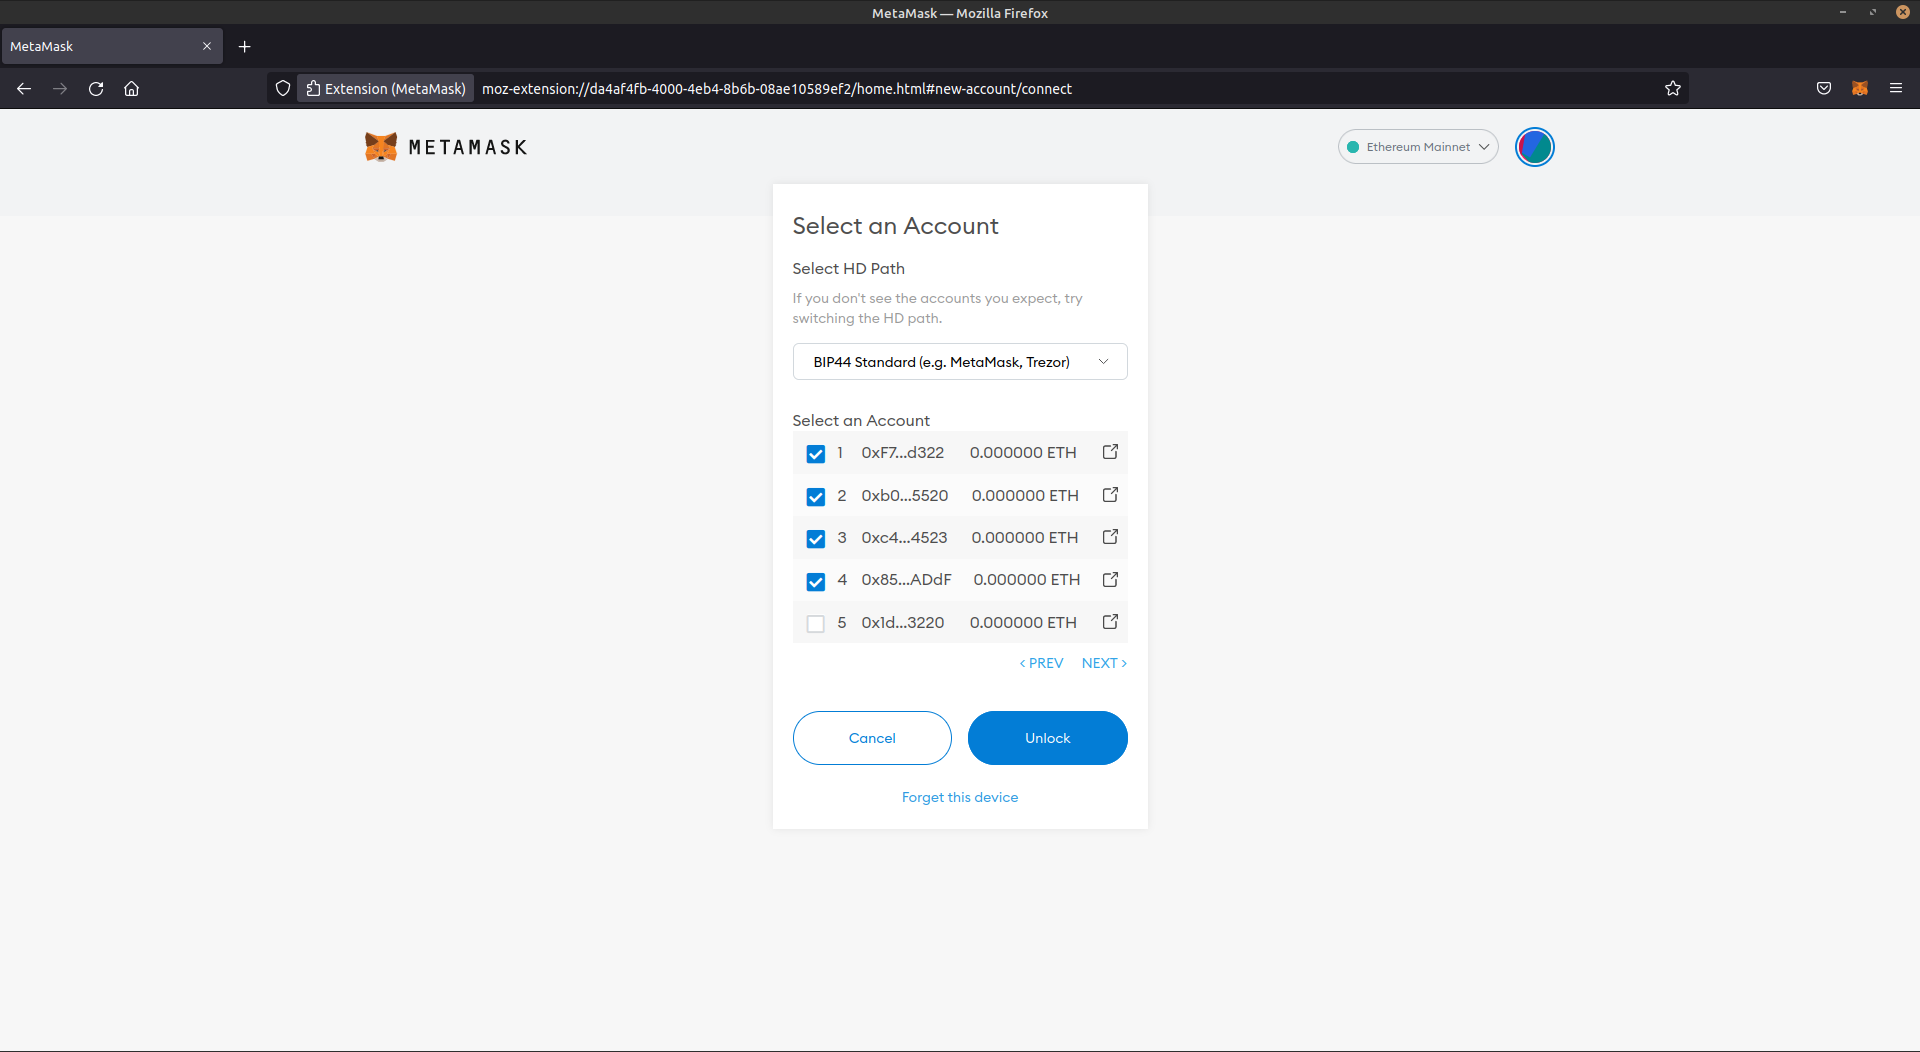 MetaMask — Mozilla Firefox
MetaMask
Extension (MetaMask) moz-extension://da4af4fb-4000-4eb4-8b6b-08ae10589ef2/home.html#new-account/connect
METAMASK
Ethereum Mainnet
Select an Account
Select HD Path
If you don't see the accounts you expect, try
switching the HD path.
BIP44 Standard (e.g. MetaMask, Trezor)
Select an Account
1 0xF7...d322 0.000000 ETH
2 0xb0...5520 0.000000 ETH
3 0xc4...4523 0.000000 ETH
4 0x85...ADdF 0.000000 ETH
5 0x1d...3220 0.000000 ETH
< PREV NEXT >
Cancel Unlock
Forget this device